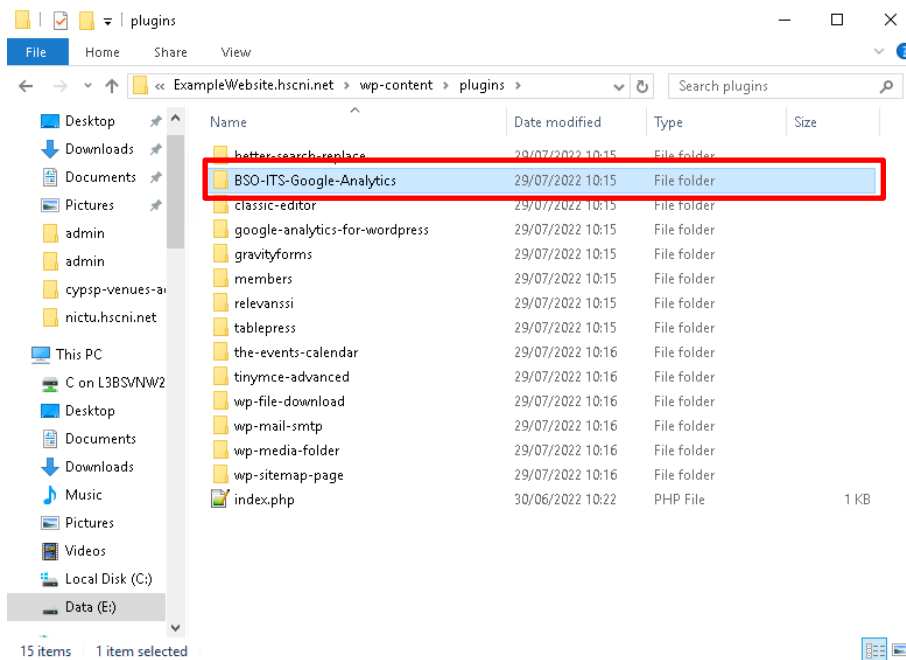 plugins
File Home Share View
« ExampleWebsite.hscni.net › wp-content › plugins › Search plugins
Name Date modified Type Size
better-search-replace 29/07/2022 10:15 File folder
BSO-ITS-Google-Analytics 29/07/2022 10:15 File folder
classic-editor 29/07/2022 10:15 File folder
google-analytics-for-wordpress 29/07/2022 10:15 File folder
gravityforms 29/07/2022 10:15 File folder
members 29/07/2022 10:15 File folder
relevanssi 29/07/2022 10:15 File folder
tablepress 29/07/2022 10:15 File folder
the-events-calendar 29/07/2022 10:16 File folder
tinymce-advanced 29/07/2022 10:16 File folder
wp-file-download 29/07/2022 10:16 File folder
wp-mail-smtp 29/07/2022 10:16 File folder
wp-media-folder 29/07/2022 10:16 File folder
wp-sitemap-page 29/07/2022 10:16 File folder
index.php 30/06/2022 10:22 PHP File 1 KB
Desktop
Downloads
Documents
Pictures
admin
admin
cypsp-venues-a
nictu.hscni.net
This PC
C on L3BSVNW2
Desktop
Documents
Downloads
Music
Pictures
Videos
Local Disk (C:)
Data (E:)
15 items 1 item selected